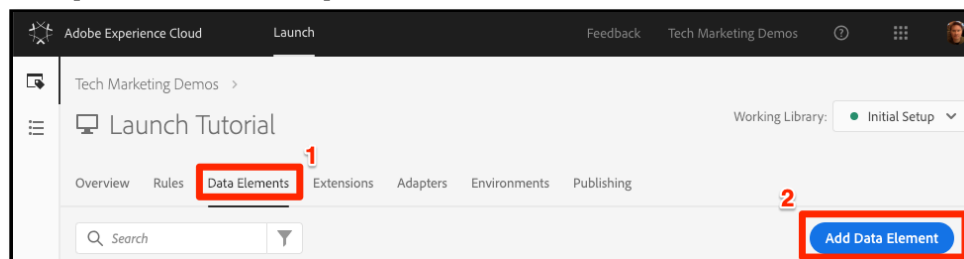 Adobe Experience Cloud Launch Feedback Tech Marketing Demos
Tech Marketing Demos >
Launch Tutorial
Working Library: Initial Setup
1
Overview Rules Data Elements Extensions Adapters Environments Publishing
2
Search
Add Data Element